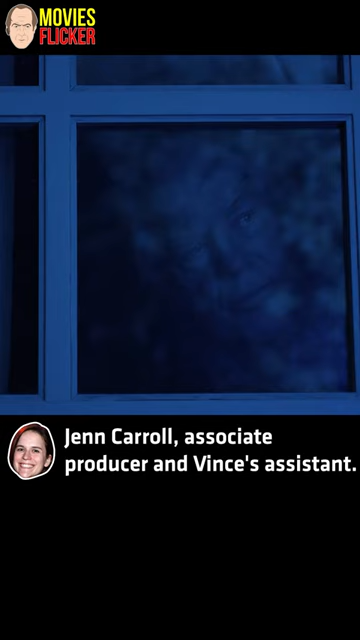 MOVIES
FLICKER
Jenn Carroll, associate
producer and Vince's assistant.